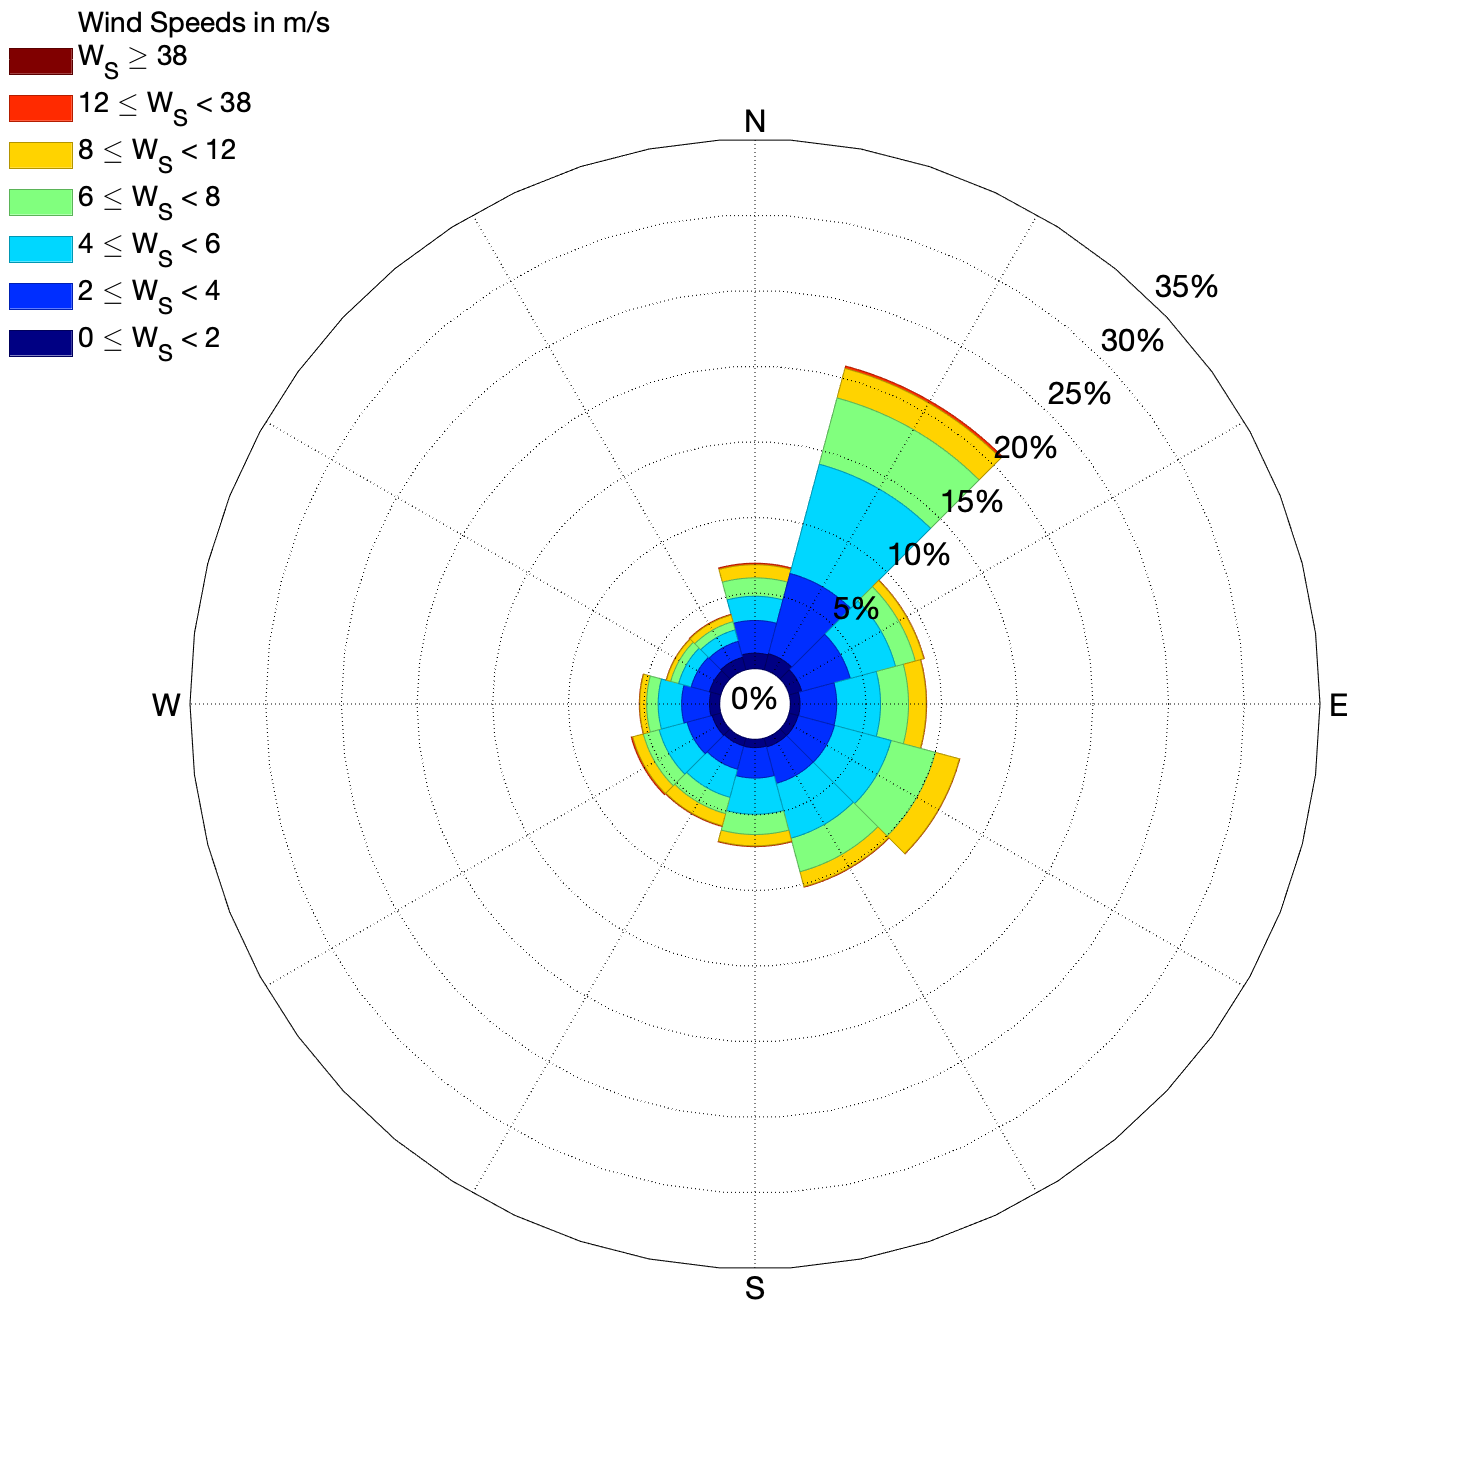 Wind Speeds in m/s
W_S ≥ 38
12 ≤ W_S < 38
8 ≤ W_S < 12
6 ≤ W_S < 8
4 ≤ W_S < 6
2 ≤ W_S < 4
0 ≤ W_S < 2
N
35%
30%
25%
20%
15%
10%
5%
0%
W
E
S